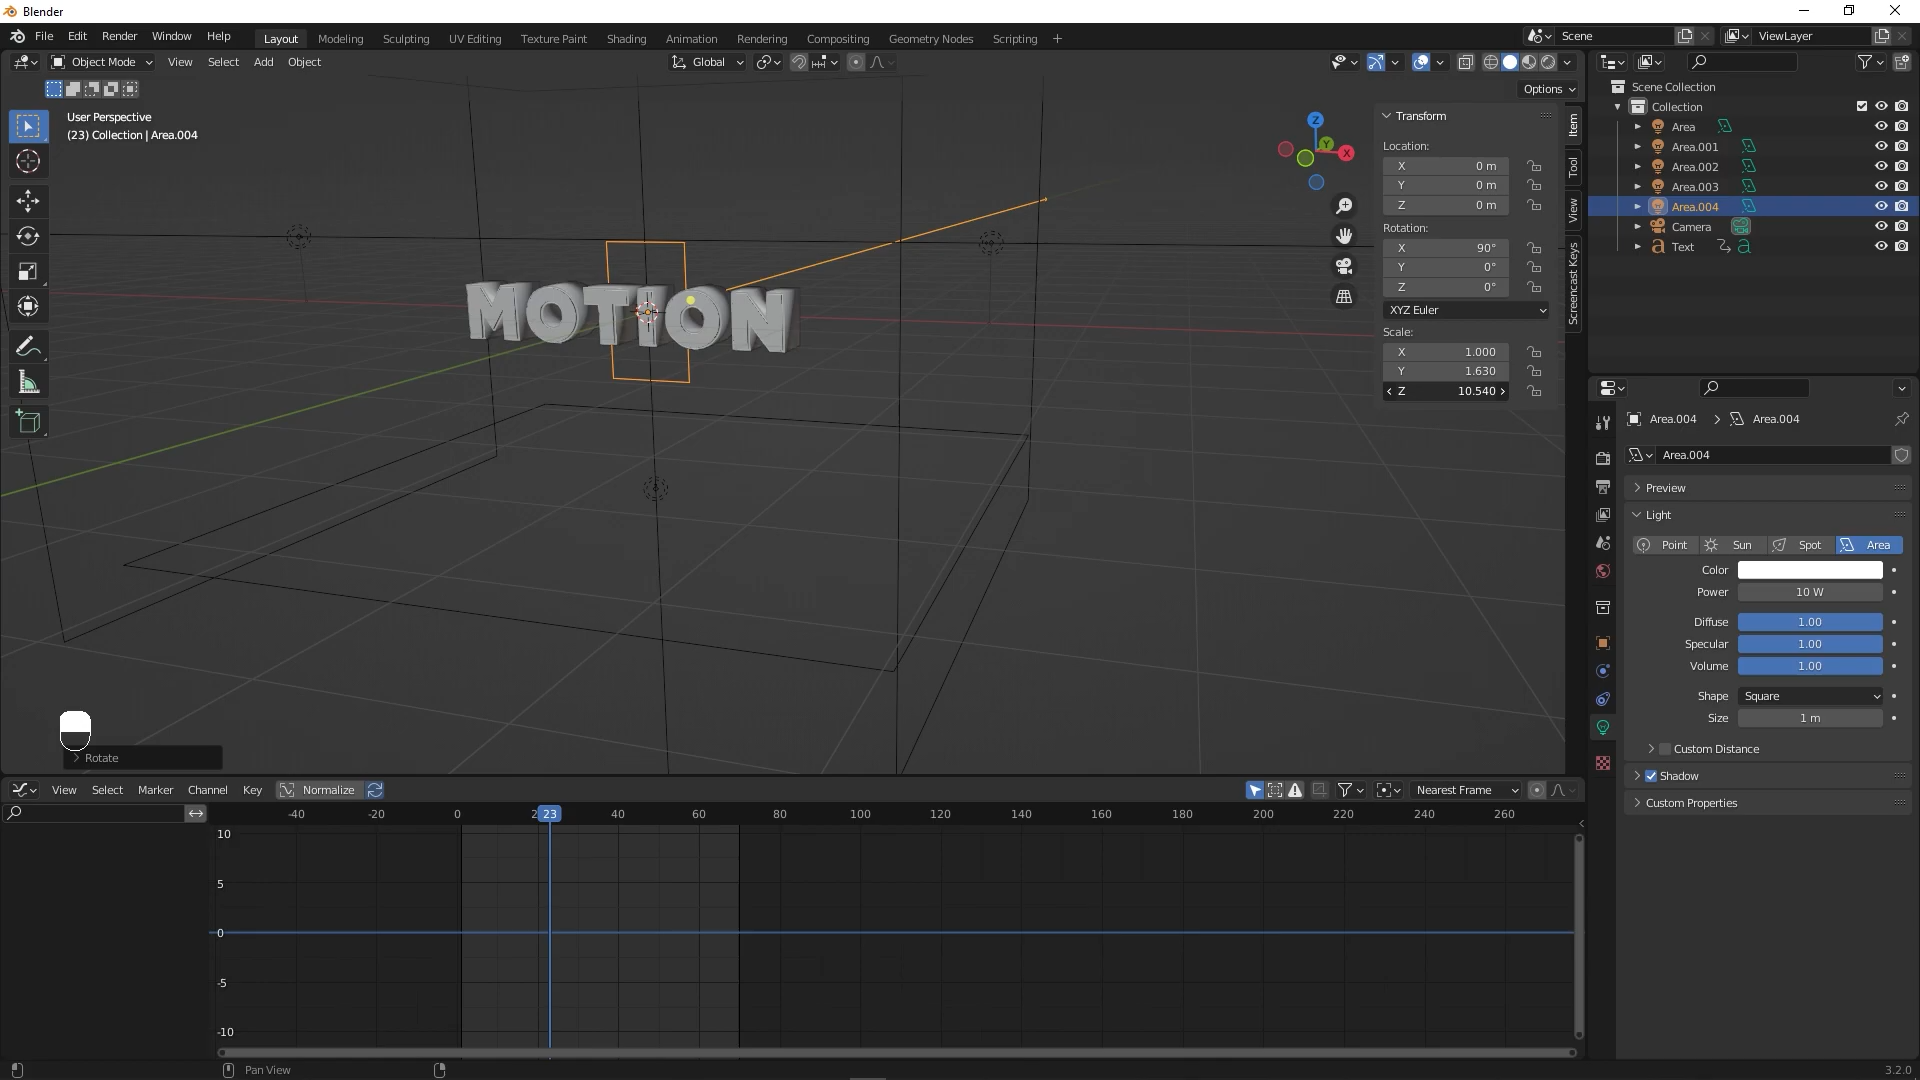 Blender
File Edit Render Window Help Layout Modeling Sculpting UV Editing Texture Paint Shading Animation Rendering Compositing Geometry Nodes Scripting + Scene ViewLayer
Object Mode View Select Add Object Global
Options
User Perspective
(23) Collection | Area.004
MOTION
Z
Y
X
Transform
Location:
X 0 m
Y 0 m
Z 0 m
Rotation:
X 90°
Y 0°
Z 0°
XYZ Euler
Scale:
X 1.000
Y 1.630
Z 10.540
Item
Tool
View
Screencast Keys
Scene Collection
Collection
Area
Area.001
Area.002
Area.003
Area.004
Camera
Text
Area.004 > Area.004
Area.004
Preview
Light
Point Sun Spot Area
Color
Power 10 W
Diffuse 1.00
Specular 1.00
Volume 1.00
Shape Square
Size 1 m
Custom Distance
Shadow
Custom Properties
Rotate
View Select Marker Channel Key Normalize Nearest Frame
-40 -20 0 2 23 40 60 80 100 120 140 160 180 200 220 240 260
10
5
0
-5
-10
Pan View 3.2.0